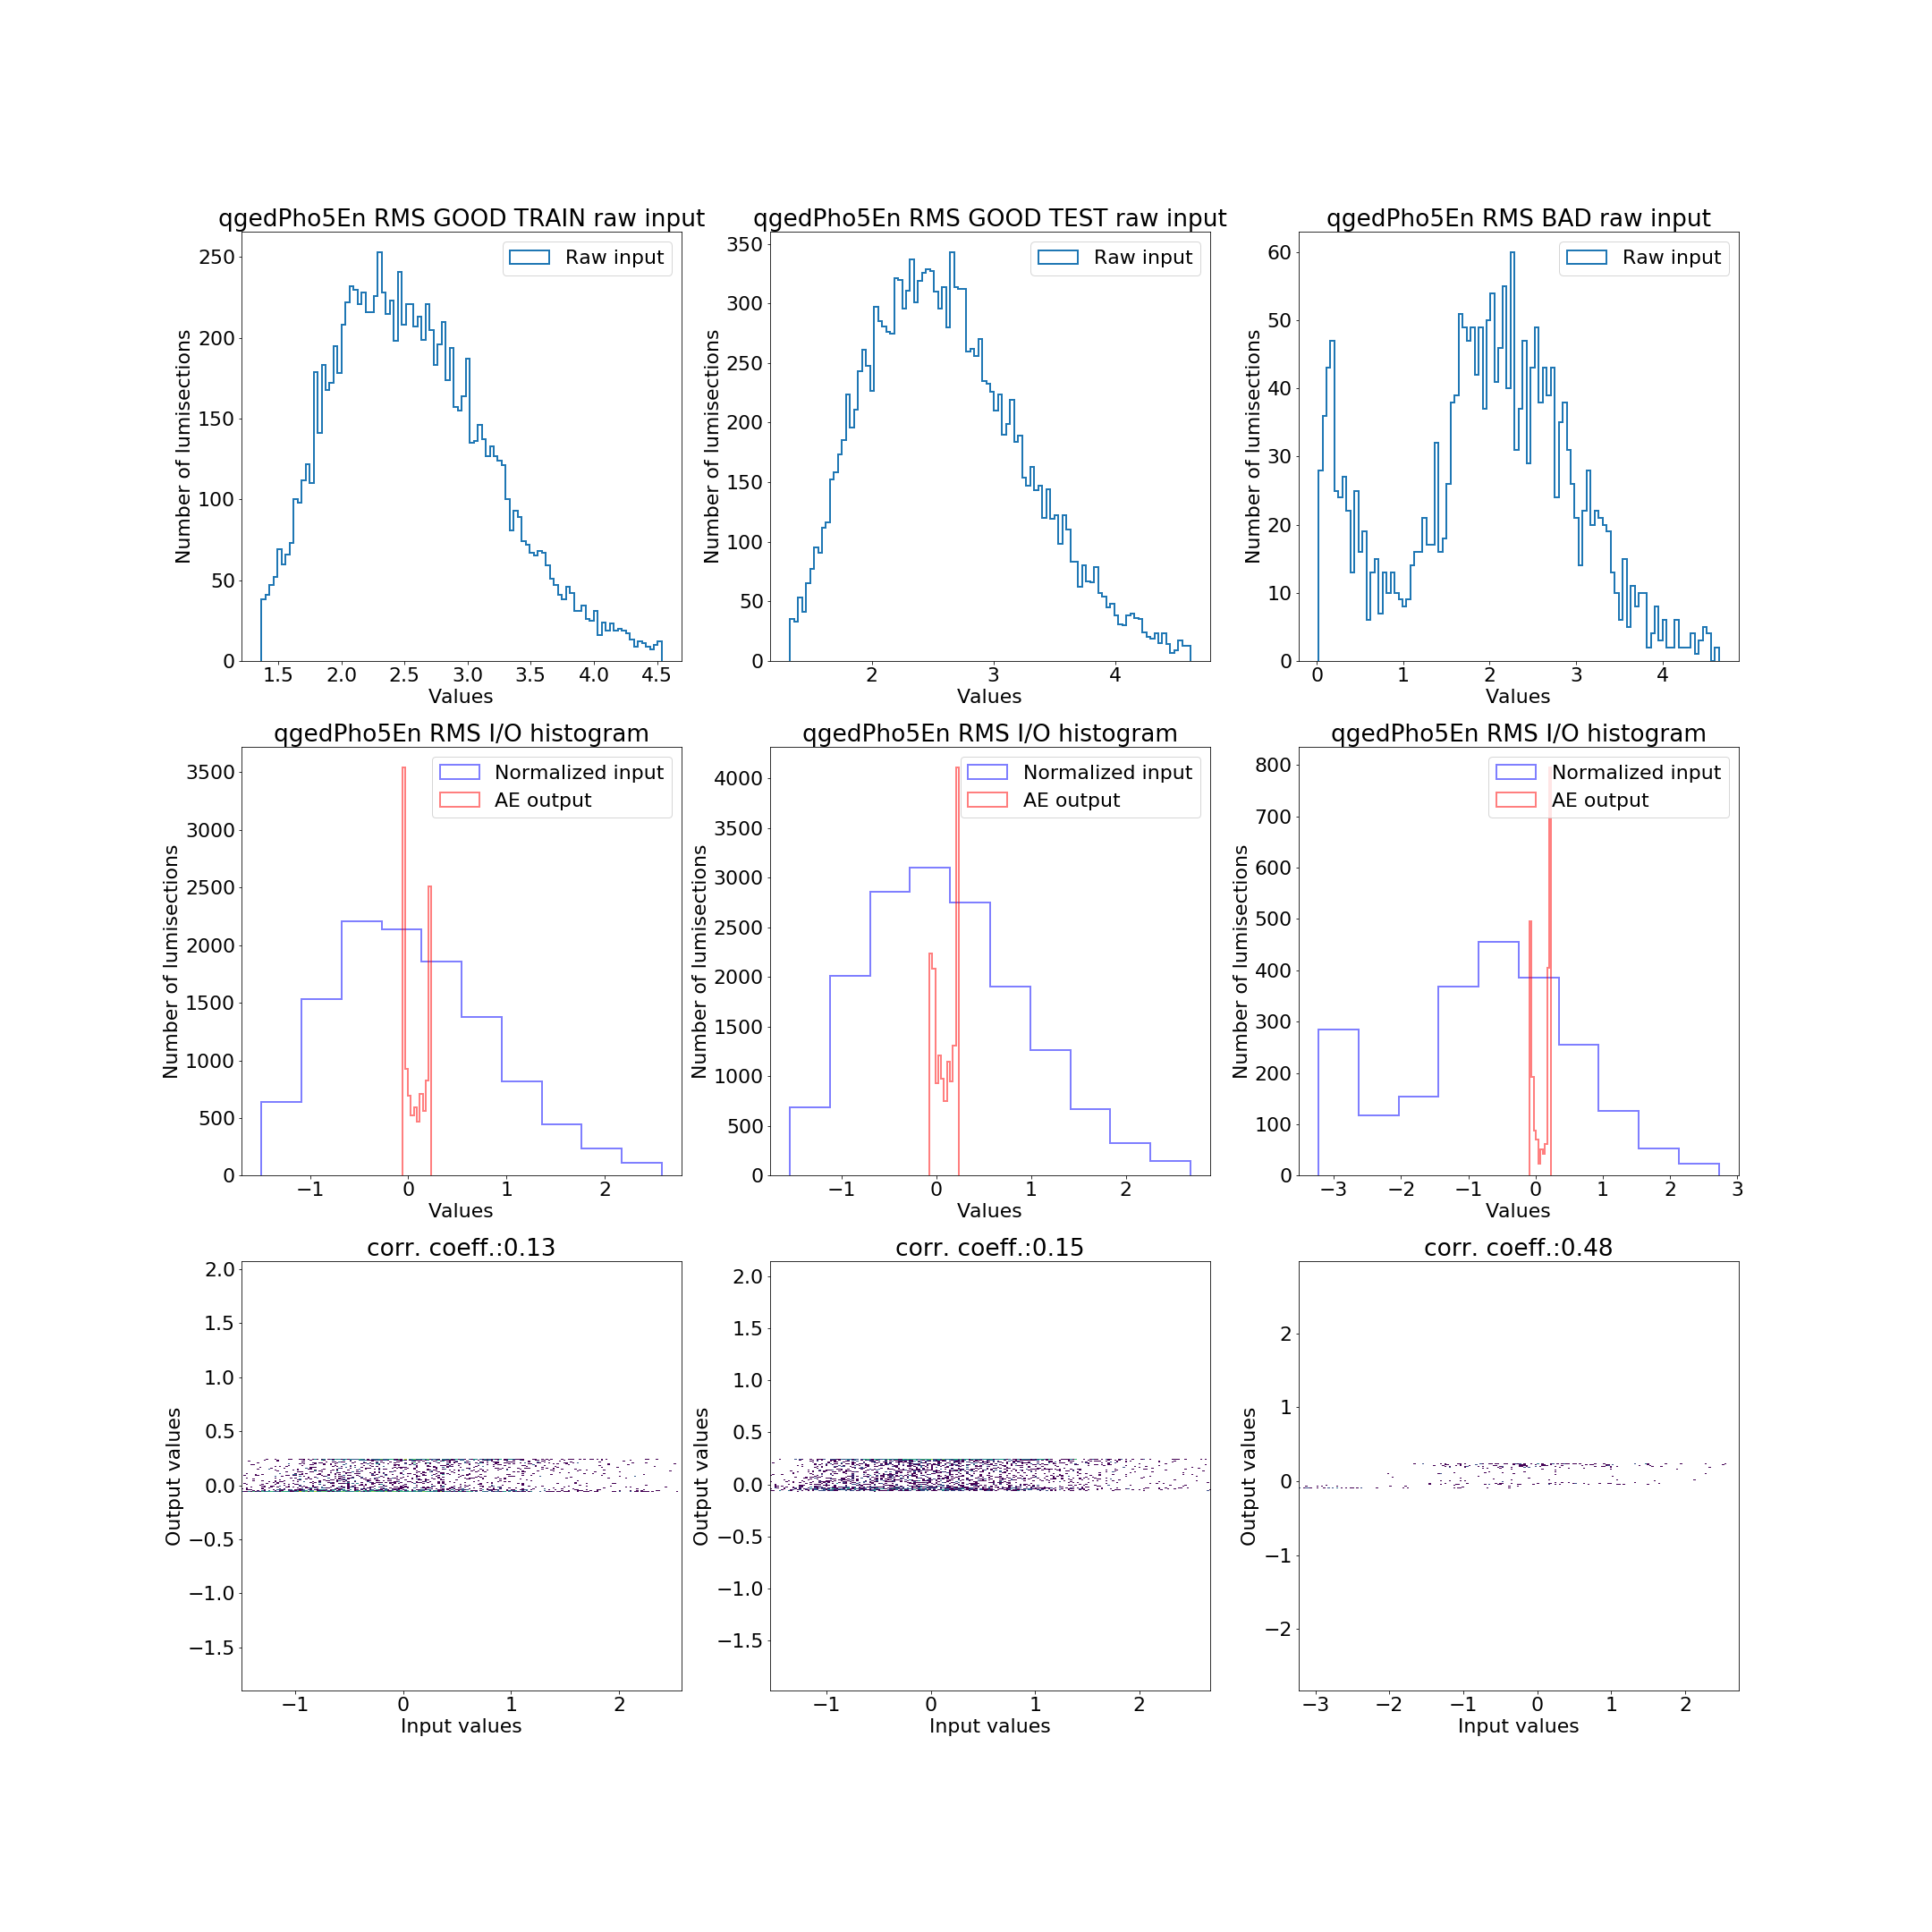 qgedPho5En RMS GOOD TRAIN raw input
250
200
150
100
50
0
Number of lumisections
Raw input
1.5 2.0 2.5 3.0 3.5 4.0 4.5
Values
qgedPho5En RMS GOOD TEST raw input
350
300
250
200
150
100
50
0
Number of lumisections
Raw input
2 3 4
Values
qgedPho5En RMS BAD raw input
60
50
40
30
20
10
0
Number of lumisections
Raw input
0 1 2 3 4
Values
qgedPho5En RMS I/O histogram
3500
3000
2500
2000
1500
1000
500
0
Number of lumisections
Normalized input
AE output
−1 0 1 2
Values
qgedPho5En RMS I/O histogram
4000
3500
3000
2500
2000
1500
1000
500
0
Number of lumisections
Normalized input
AE output
−1 0 1 2
Values
qgedPho5En RMS I/O histogram
800
700
600
500
400
300
200
100
0
Number of lumisections
Normalized input
AE output
−3 −2 −1 0 1 2 3
Values
corr. coeff.:0.13
2.0
1.5
1.0
0.5
0.0
−0.5
−1.0
−1.5
Output values
−1 0 1 2
Input values
corr. coeff.:0.15
2.0
1.5
1.0
0.5
0.0
−0.5
−1.0
−1.5
Output values
−1 0 1 2
Input values
corr. coeff.:0.48
2
1
0
−1
−2
Output values
−3 −2 −1 0 1 2
Input values